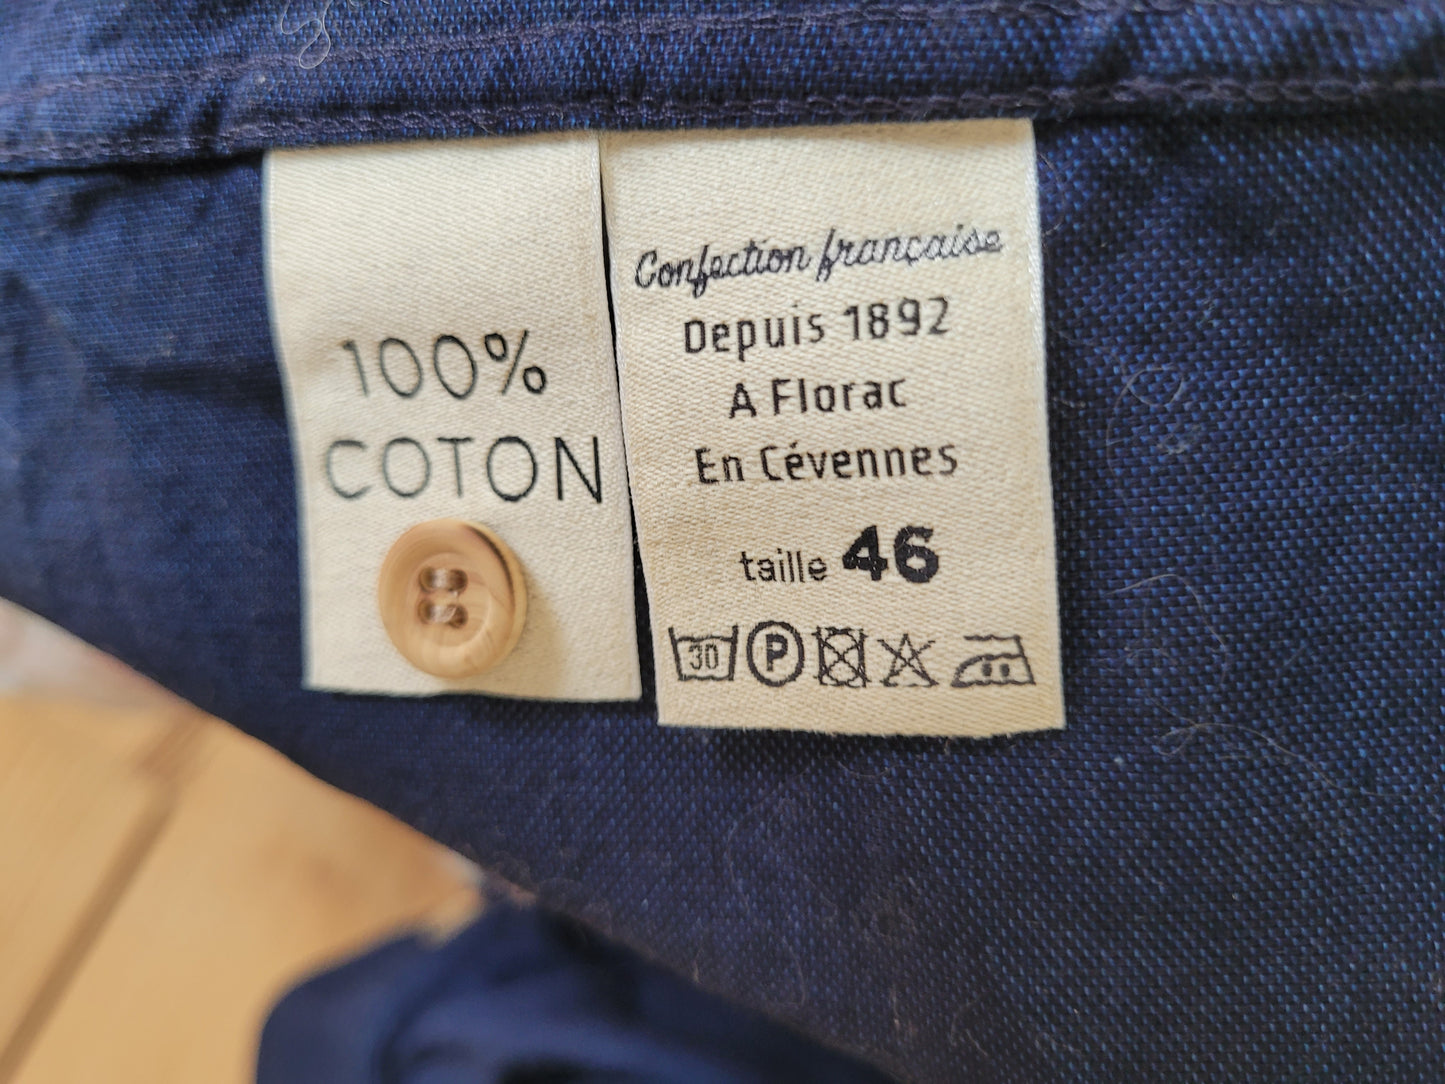 100%
COTON
Confection française
Depuis 1892
A Florac
En Cévennes
taille 46
30 P